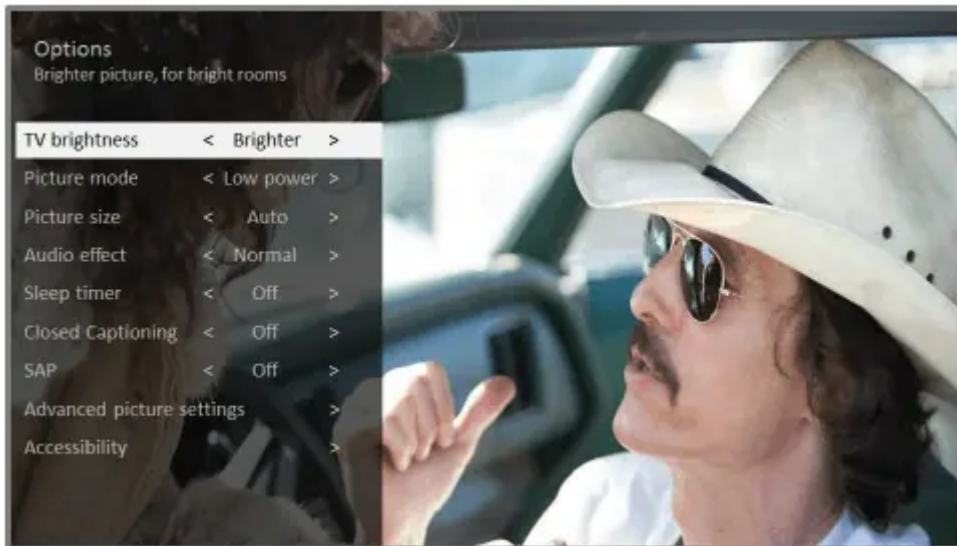 Options
Brighter picture, for bright rooms
TV brightness < Brighter >
Picture mode < Low power >
Picture size < Auto >
Audio effect < Normal >
Sleep timer < Off >
Closed Captioning < Off >
SAP < Off >
Advanced picture settings >
Accessibility >